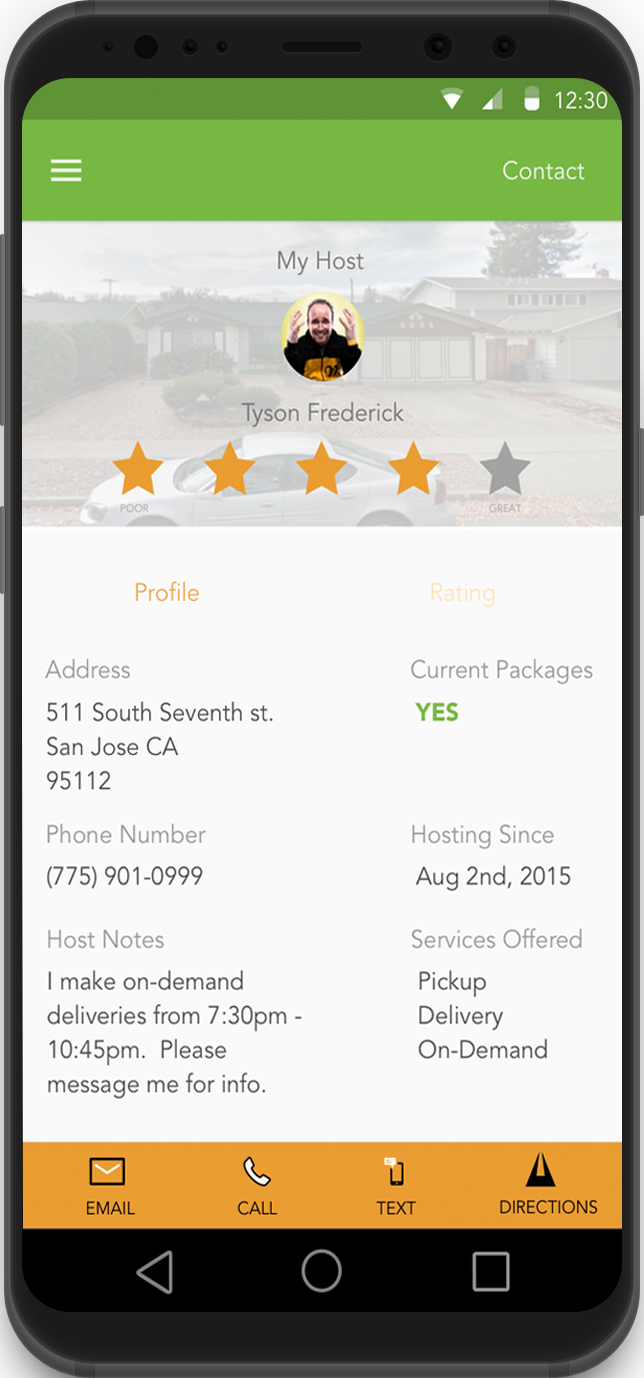 12:30
Contact
My Host
Tyson Frederick
POOR GREAT
Profile Rating
Address
511 South Seventh st.
San Jose CA
95112
Current Packages
YES
Phone Number
(775) 901-0999
Hosting Since
Aug 2nd, 2015
Host Notes
I make on-demand
deliveries from 7:30pm -
10:45pm. Please
message me for info.
Services Offered
Pickup
Delivery
On-Demand
EMAIL CALL TEXT DIRECTIONS